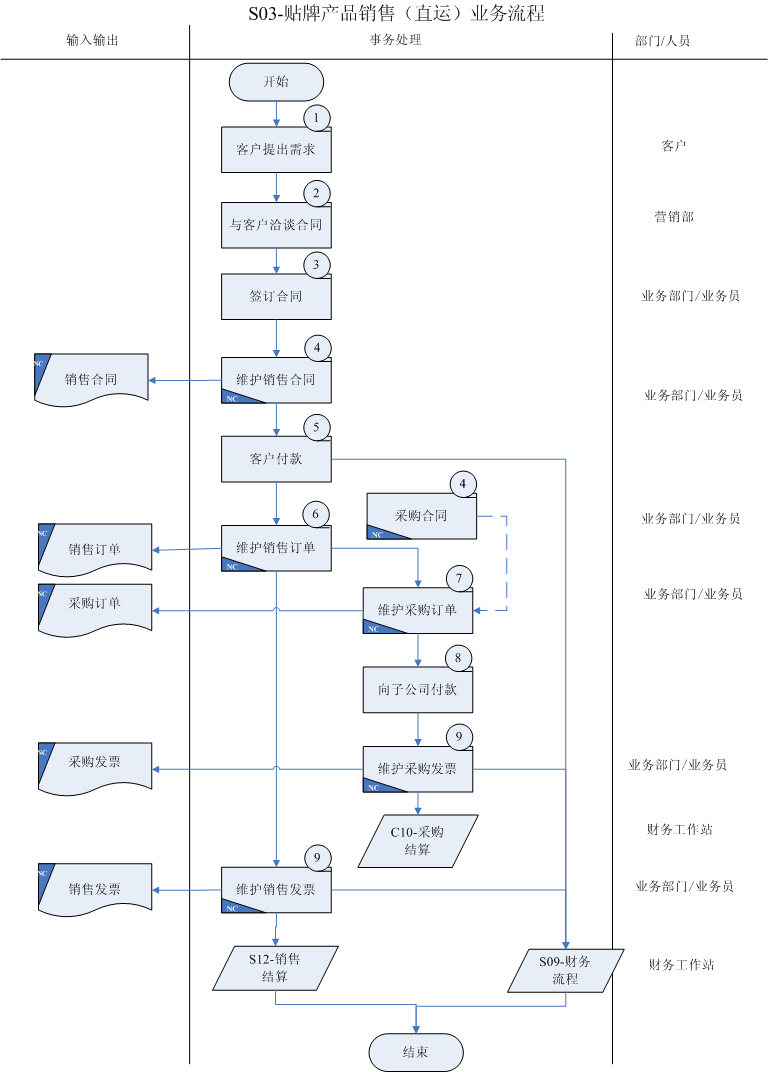 S03-贴牌产品销售（直运）业务流程
输入输出
事务处理
部门/人员
开始
1
客户提出需求
客户
2
与客户洽谈合同
营销部
3
签订合同
业务部门/业务员
4
维护销售合同
NC
NC
销售合同
业务部门/业务员
5
客户付款
4
采购合同
NC
6
维护销售订单
NC
NC
销售订单
业务部门/业务员
7
维护采购订单
NC
NC
采购订单
业务部门/业务员
8
向子公司付款
9
维护采购发票
NC
NC
采购发票
业务部门/业务员
C10-采购
结算
财务工作站
9
维护销售发票
NC
NC
销售发票
业务部门/业务员
S12-销售
结算
S09-财务
流程
财务工作站
结束